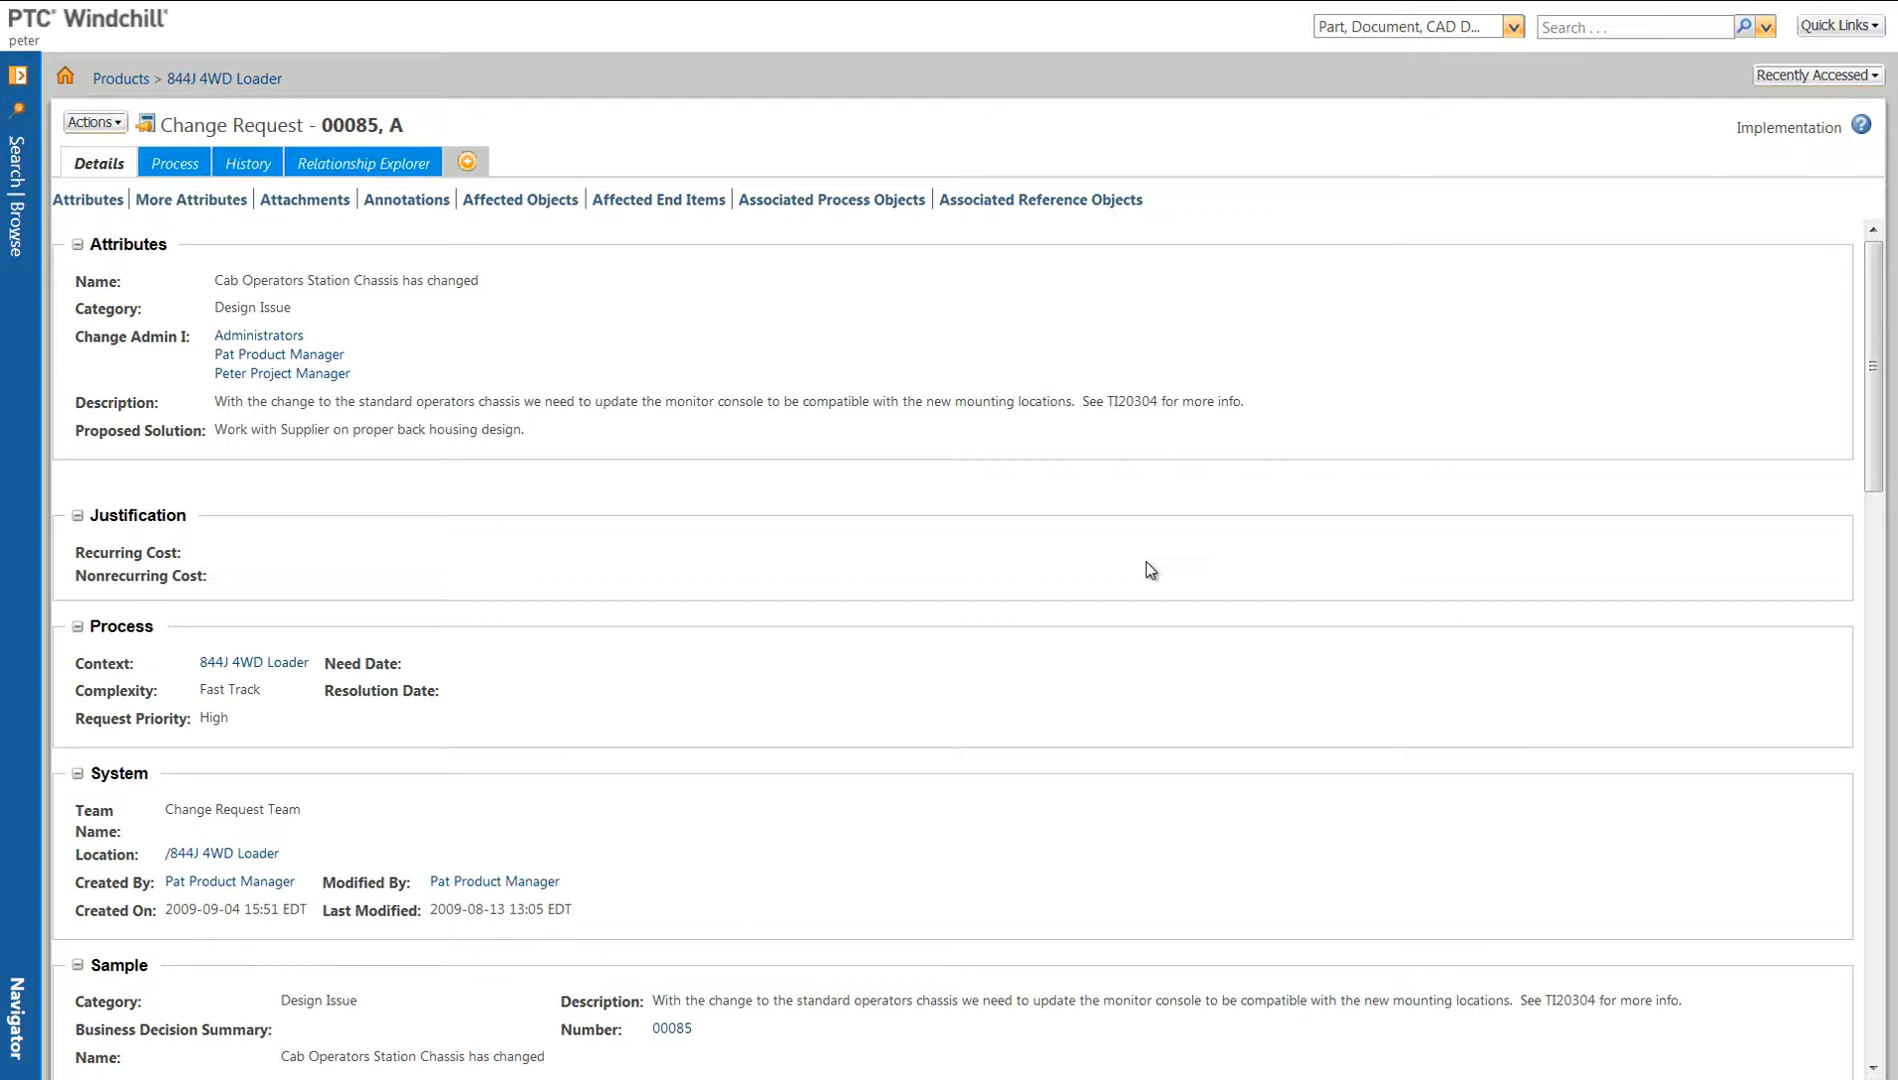 PTC® Windchill®
peter
Part, Document, CAD D...
Search . . .
Quick Links
Products > 844J 4WD Loader
Recently Accessed
Actions
Change Request - 00085, A
Implementation
Details
Process
History
Relationship Explorer
Attributes | More Attributes | Attachments | Annotations | Affected Objects | Affected End Items | Associated Process Objects | Associated Reference Objects
Search | Browse
Navigator
Attributes
Name: Cab Operators Station Chassis has changed
Category: Design Issue
Change Admin I: Administrators
Pat Product Manager
Peter Project Manager
Description: With the change to the standard operators chassis we need to update the monitor console to be compatible with the new mounting locations. See TI20304 for more info.
Proposed Solution: Work with Supplier on proper back housing design.
Justification
Recurring Cost:
Nonrecurring Cost:
Process
Context: 844J 4WD Loader Need Date:
Complexity: Fast Track Resolution Date:
Request Priority: High
System
Team Name: Change Request Team
Location: /844J 4WD Loader
Created By: Pat Product Manager Modified By: Pat Product Manager
Created On: 2009-09-04 15:51 EDT Last Modified: 2009-08-13 13:05 EDT
Sample
Category: Design Issue Description: With the change to the standard operators chassis we need to update the monitor console to be compatible with the new mounting locations. See TI20304 for more info.
Business Decision Summary: Number: 00085
Name: Cab Operators Station Chassis has changed